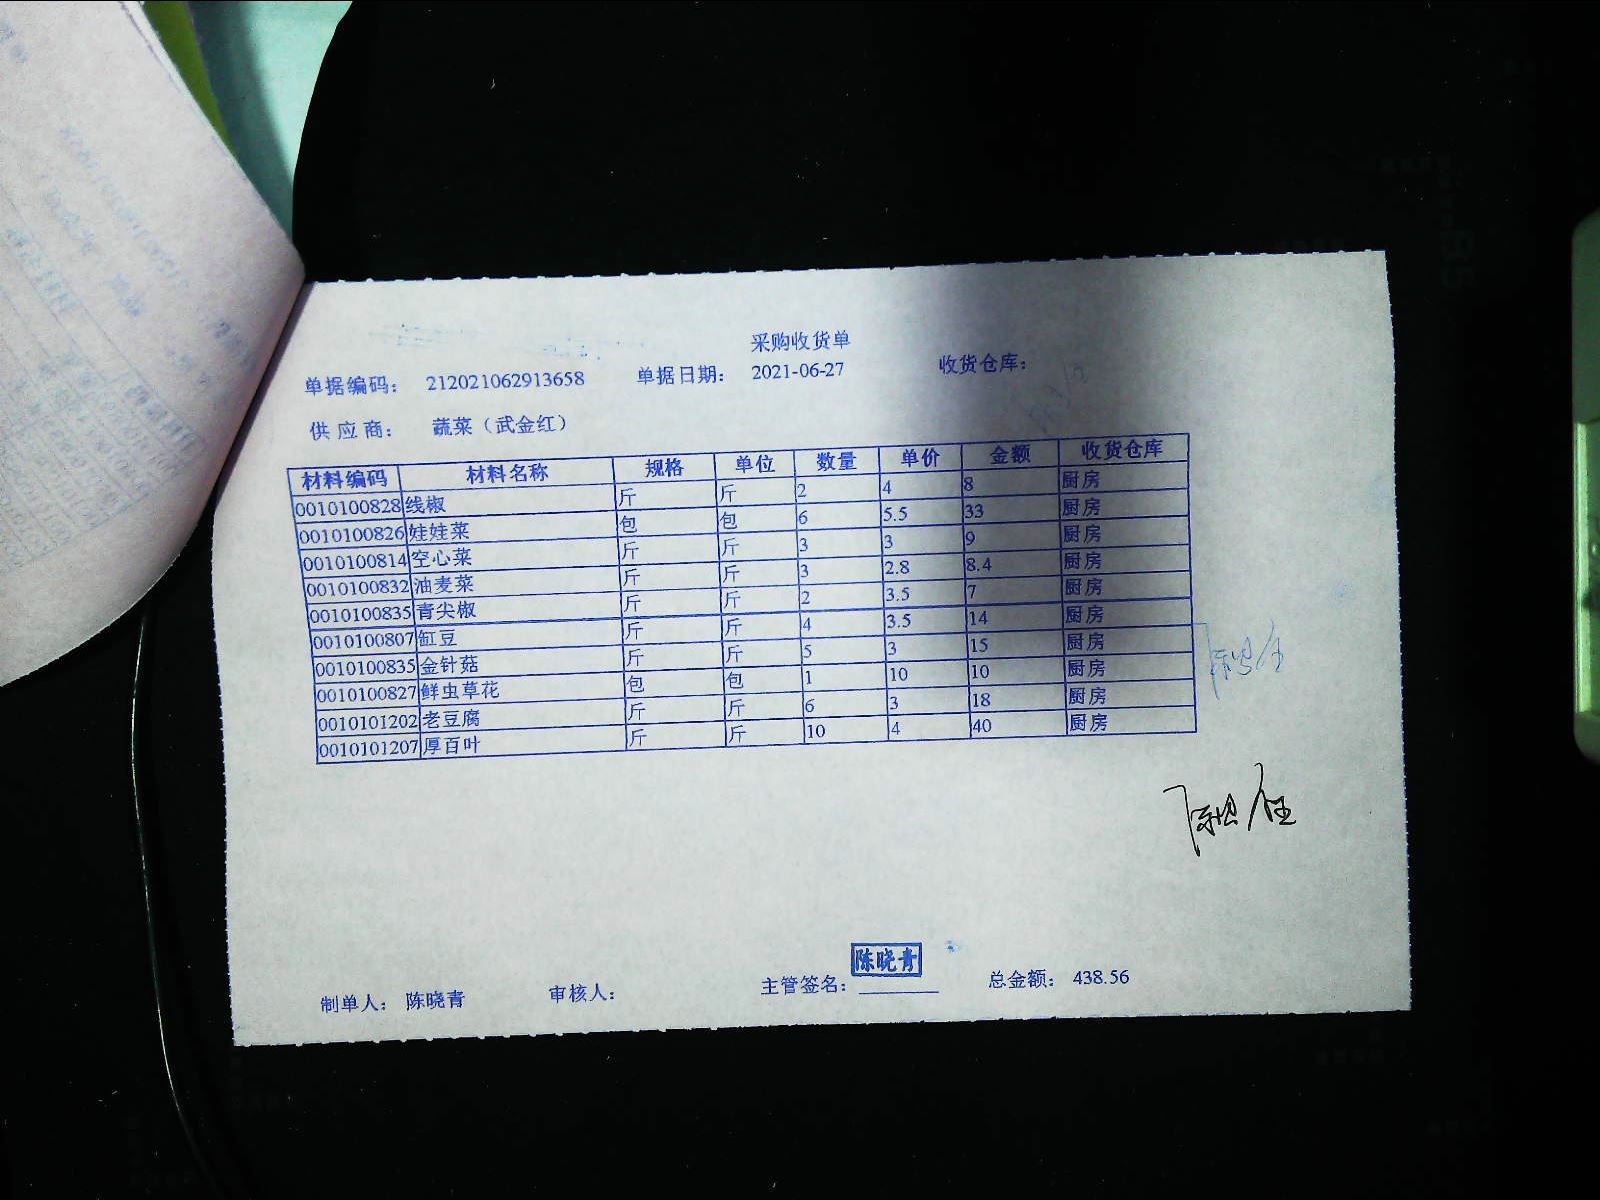 采购收货单
单据编码： 212021062913658 单据日期： 2021-06-27 收货仓库：
供应商： 蔬菜（武金红）
材料编码 材料名称 规格 单位 数量 单价 金额 收货仓库
0010100828 线椒 斤 斤 2 4 8 厨房
0010100826 娃娃菜 包 包 6 5.5 33 厨房
0010100814 空心菜 斤 斤 3 3 9 厨房
0010100832 油麦菜 斤 斤 3 2.8 8.4 厨房
0010100835 青尖椒 斤 斤 2 3.5 7 厨房
0010100807 缸豆 斤 斤 4 3.5 14 厨房
0010100835 金针菇 斤 斤 5 3 15 厨房
0010100827 鲜虫草花 包 包 1 10 10 厨房
0010101202 老豆腐 斤 斤 6 3 18 厨房
0010101207 厚百叶 斤 斤 10 4 40 厨房
陈晓青
制单人： 陈晓青 审核人： 主管签名： 总金额： 438.56